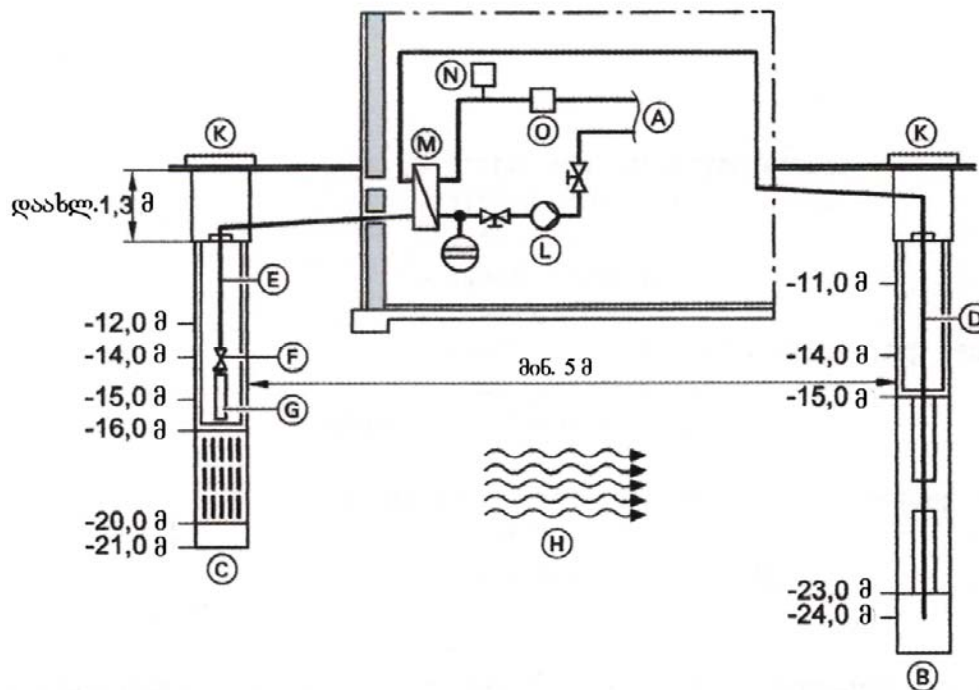 N
K
M
O
A
K
დაახლ.1,3 მ
L
E
-11,0 მ
D
-12,0 მ
F
-14,0 მ
-14,0 მ
მინ. 5 მ
G
-15,0 მ
-15,0 მ
-16,0 მ
-20,0 მ
H
-21,0 მ
C
-23,0 მ
-24,0 მ
B